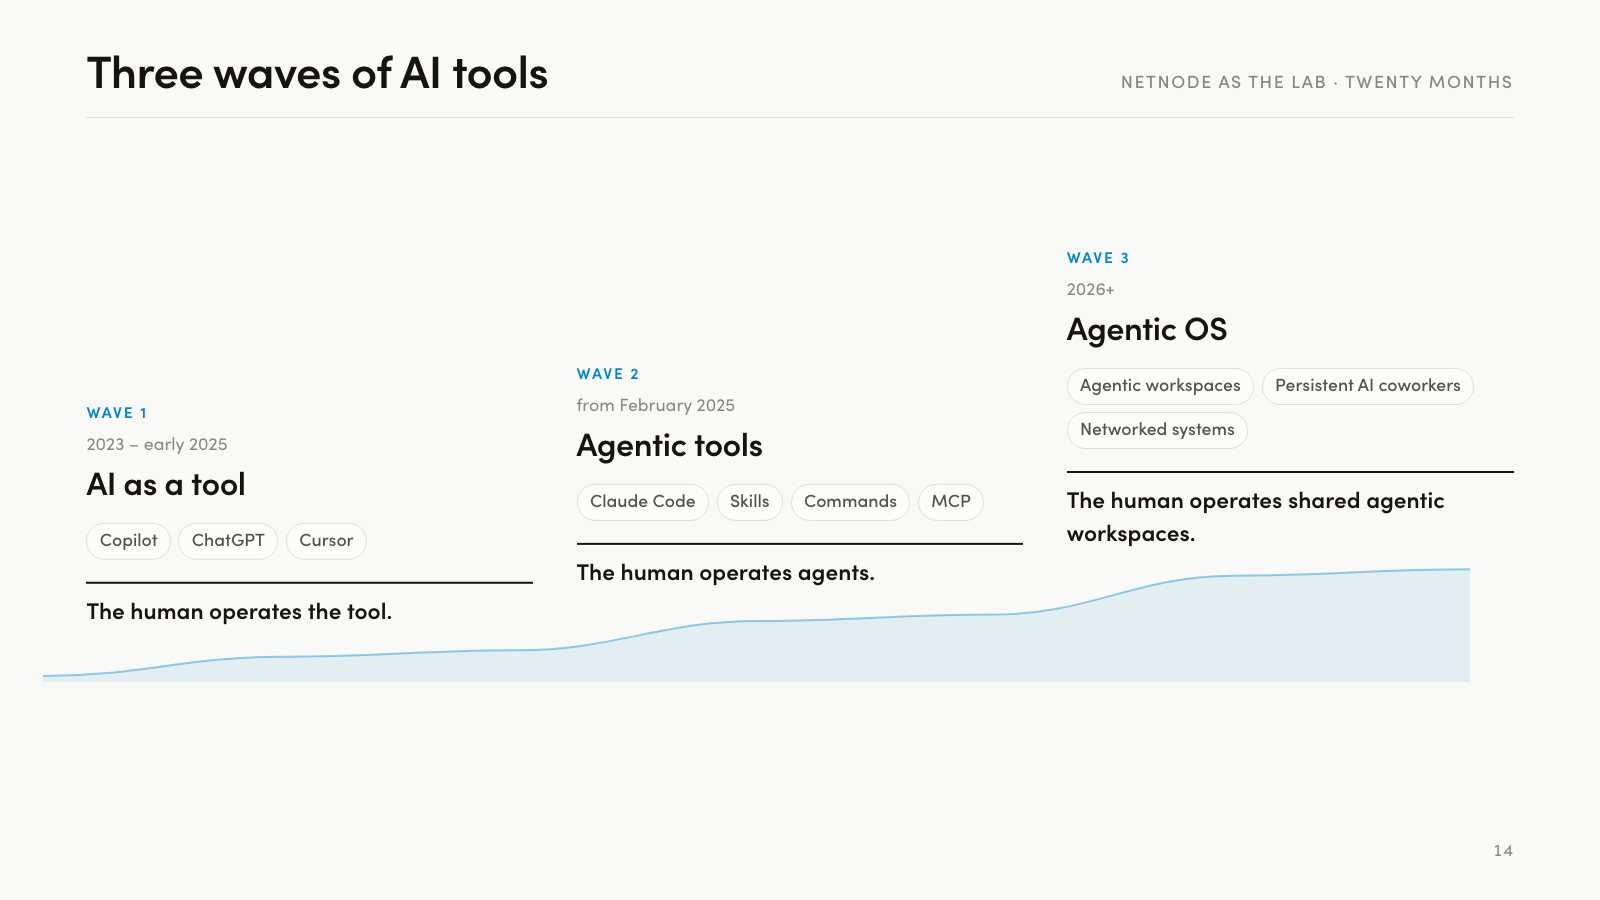 Three waves of AI tools
NETNODE AS THE LAB · TWENTY MONTHS
WAVE 1
2023 – early 2025
AI as a tool
Copilot ChatGPT Cursor
The human operates the tool.
WAVE 2
from February 2025
Agentic tools
Claude Code Skills Commands MCP
The human operates agents.
WAVE 3
2026+
Agentic OS
Agentic workspaces Persistent AI coworkers
Networked systems
The human operates shared agentic
workspaces.
14